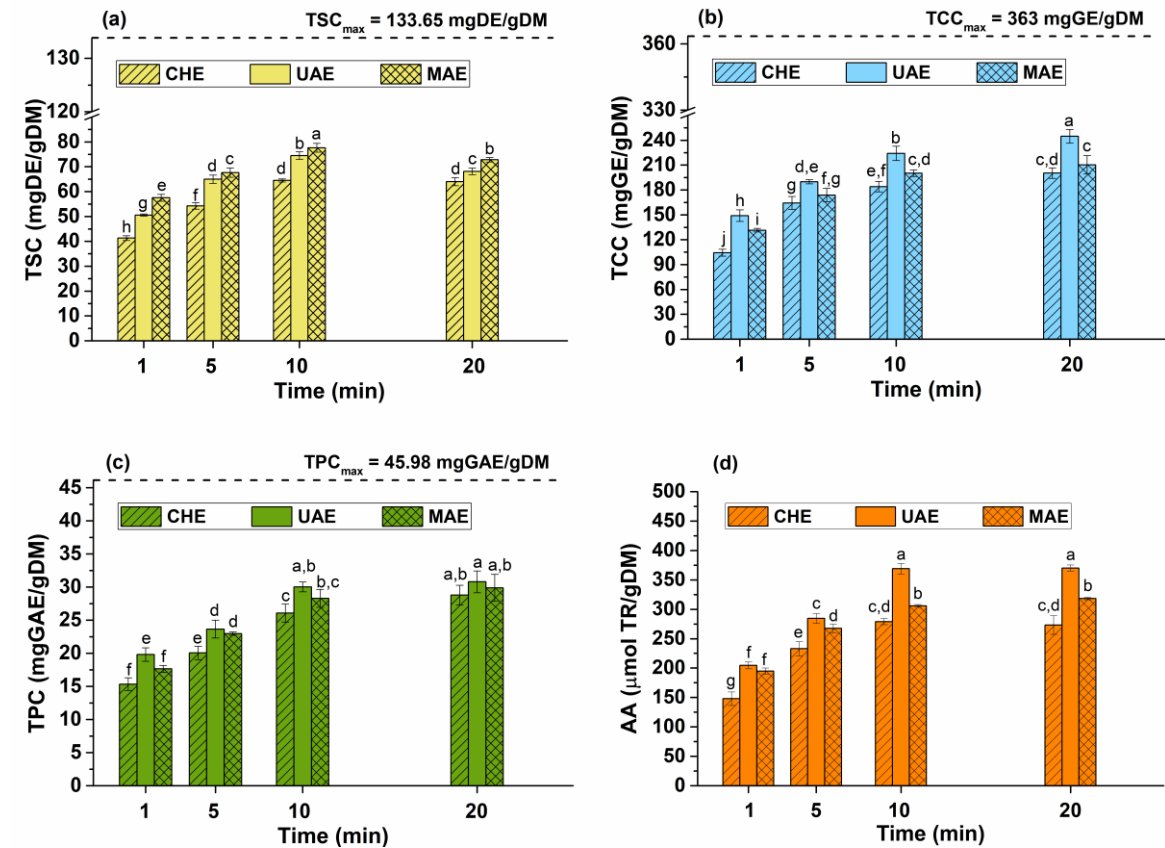 (a) TSCmax = 133.65 mgDE/gDM
130
CHE UAE MAE
120
TSC (mgDE/gDM)
80
70
60
50
40
30
20
10
0
h g e
f d c
d b a
d c b
1 5 10 20
Time (min)
(b) TCCmax = 363 mgGE/gDM
360
CHE UAE MAE
330
TCC (mgGE/gDM)
240
210
180
150
120
90
60
30
0
j h i
g d,e f,g
e,f b c,d
c,d a c
1 5 10 20
Time (min)
(c) TPCmax = 45.98 mgGAE/gDM
45
CHE UAE MAE
40
35
30
25
20
15
10
5
0
TPC (mgGAE/gDM)
f e f
e d d
c a,b b,c
a,b a a,b
1 5 10 20
Time (min)
(d)
500
CHE UAE MAE
450
400
350
300
250
200
150
100
50
0
AA (μmol TR/gDM)
g f f
e c d
c,d a b
c,d a b
1 5 10 20
Time (min)